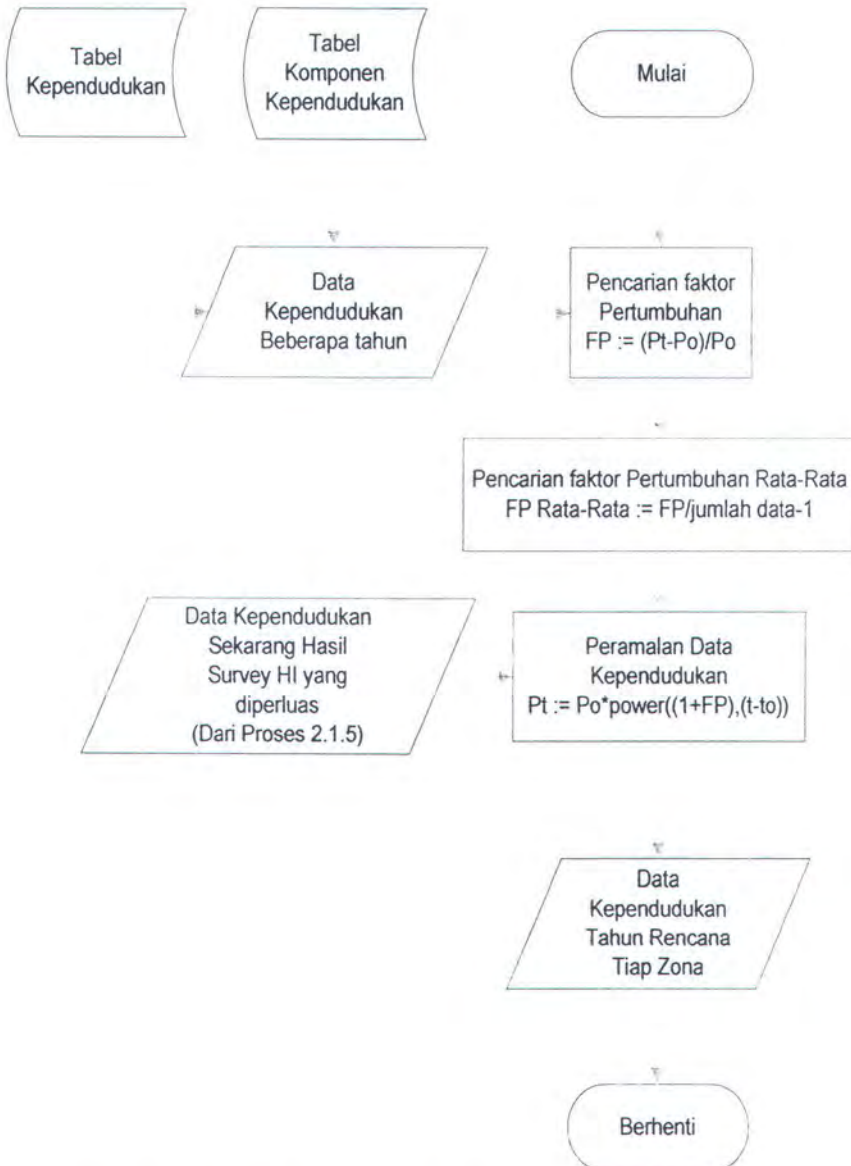 Tabel
Kependudukan
Tabel
Komponen
Kependudukan
Mulai
Data
Kependudukan
Beberapa tahun
Pencarian faktor
Pertumbuhan
FP := (Pt-Po)/Po
Pencarian faktor Pertumbuhan Rata-Rata
FP Rata-Rata := FP/jumlah data-1
Data Kependudukan
Sekarang Hasil
Survey HI yang
diperluas
(Dari Proses 2.1.5)
Peramalan Data
Kependudukan
Pt := Po*power((1+FP),(t-to))
Data
Kependudukan
Tahun Rencana
Tiap Zona
Berhenti